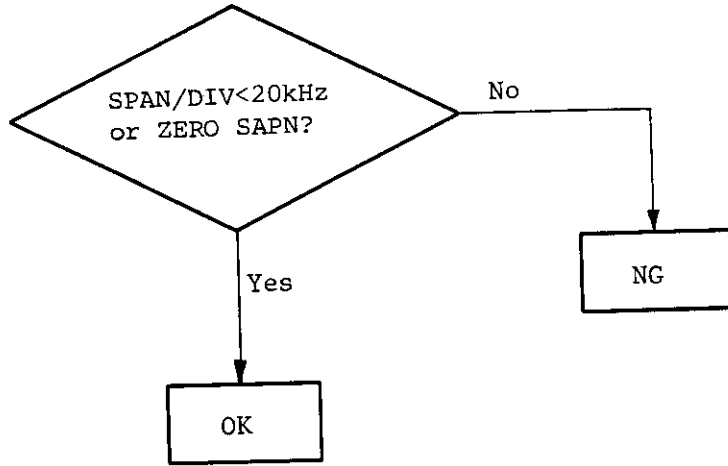 SPAN/DIV<20kHz
or ZERO SAPN?
No
Yes
NG
OK